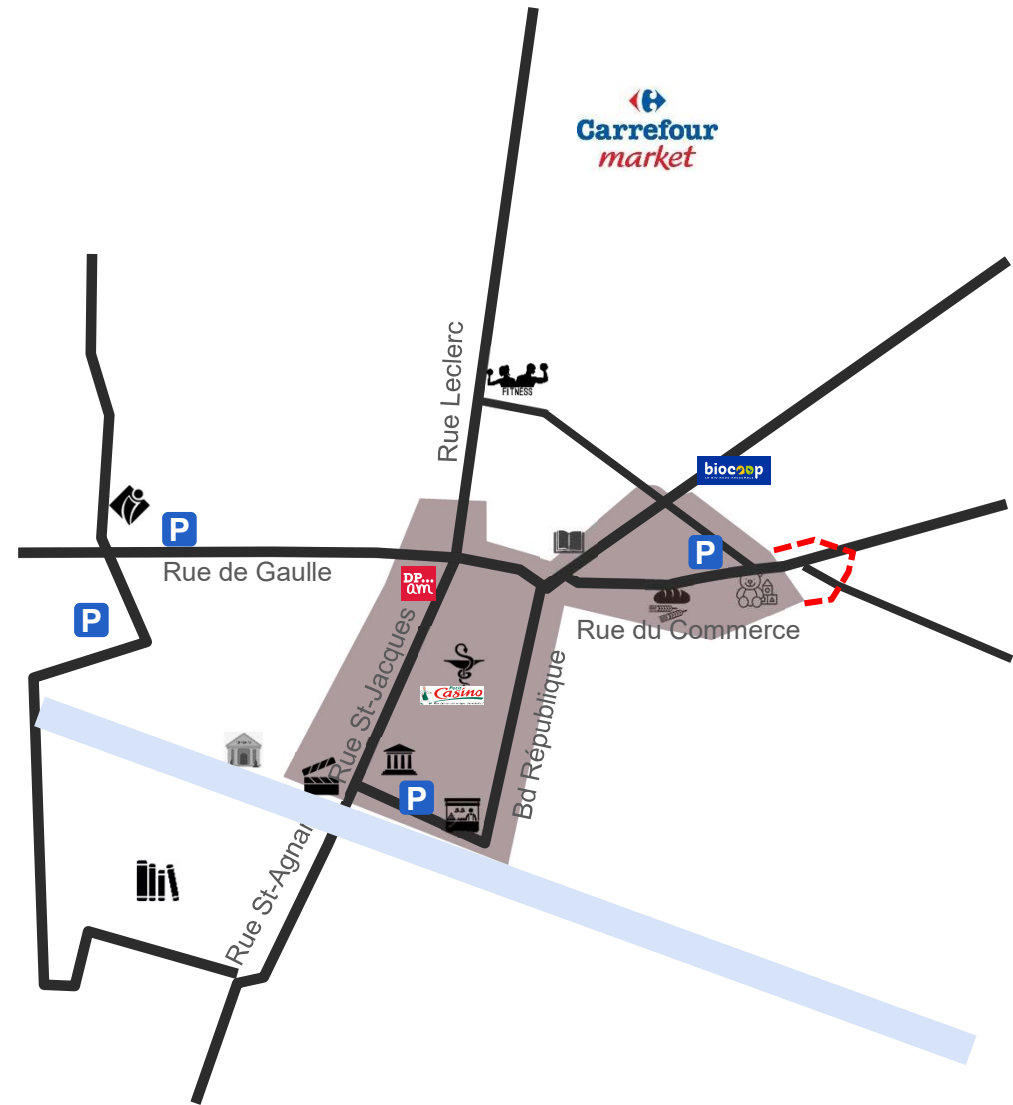 Carrefour
market
Rue Leclerc
FITNESS
biocoop
P
P
Rue de Gaulle
DP...
am
P
Rue du Commerce
Rue St-Jacques
Petit
Casino
Bd République
P
Rue St-Agnan